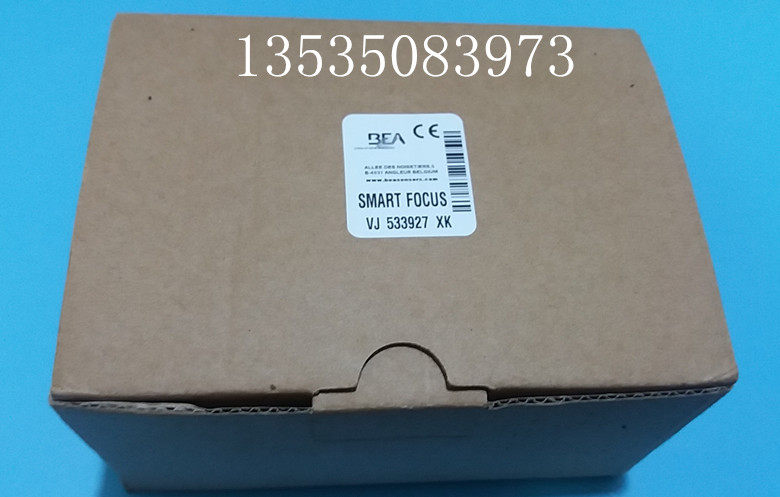 13535083973
BEA CE
ALLÉE DES NOISETIERS 5
B-4031 ANGLEUR BELGIUM
www.beasensors.com
SMART FOCUS
VJ 533927 XK